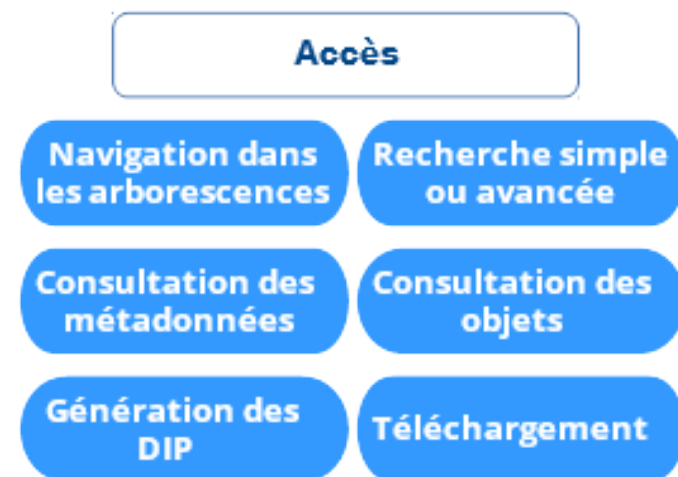 Accès
Navigation dans
les arborescences
Recherche simple
ou avancée
Consultation des
métadonnées
Consultation des
objets
Génération des
DIP
Téléchargement